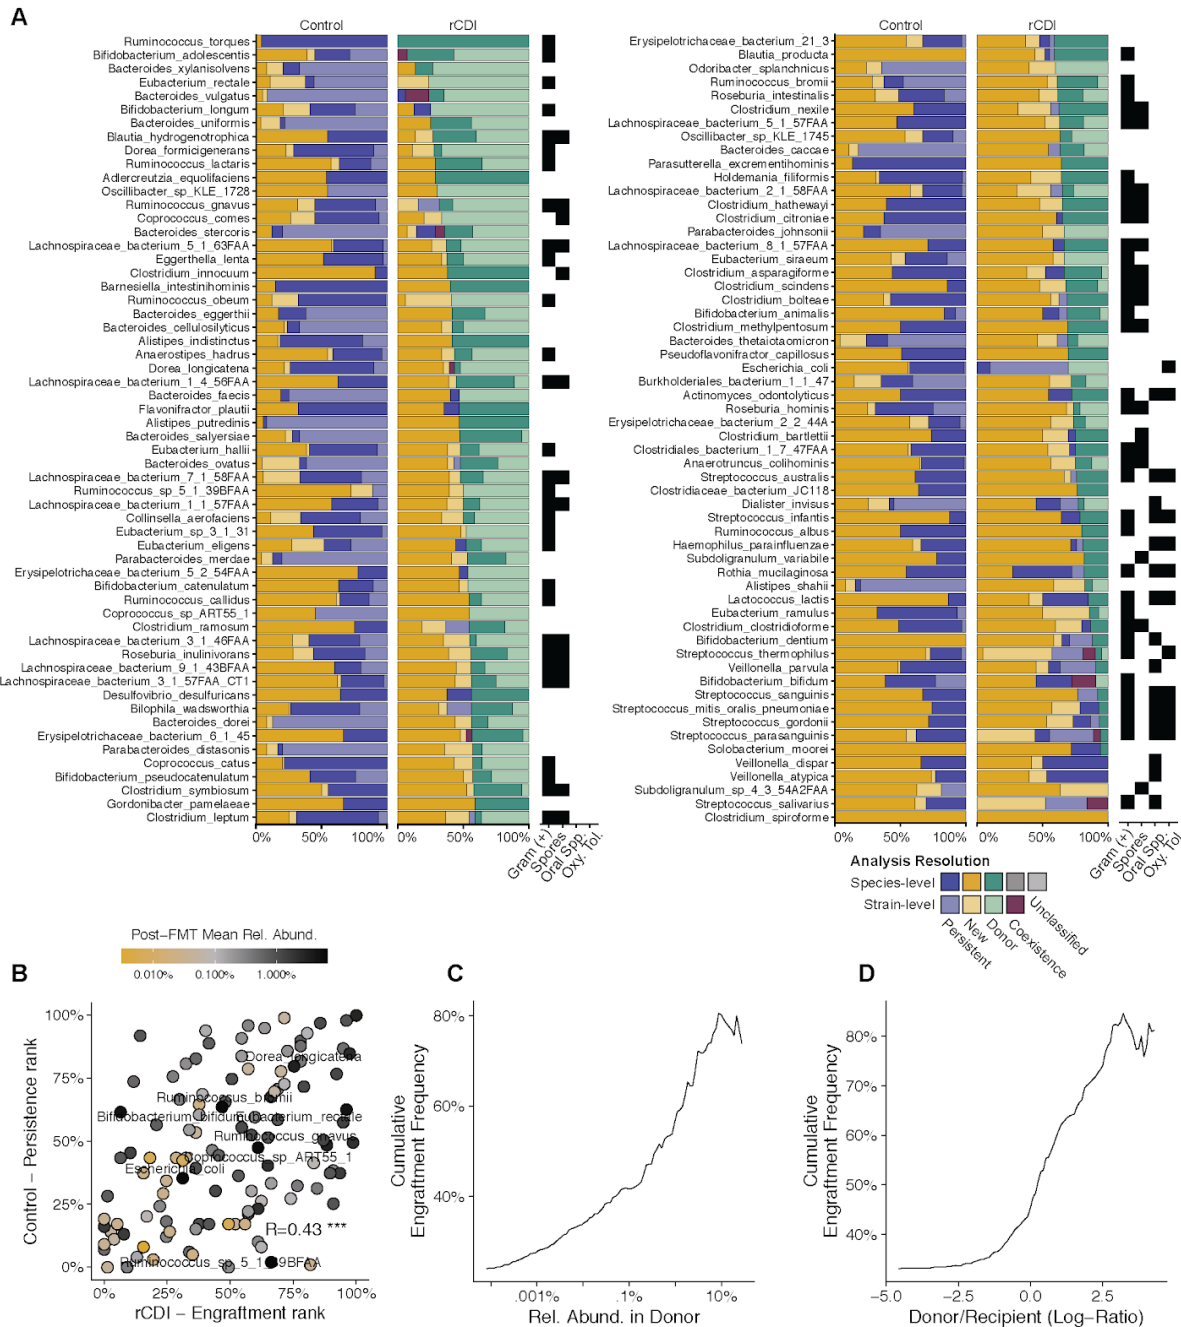 A
Control
rCDI
Ruminococcus_torques
Bifidobacterium_adolescentis
Bacteroides_xylanisolvens
Eubacterium_rectale
Bacteroides_vulgatus
Bifidobacterium_longum
Bacteroides_uniformis
Blautia_hydrogenotrophica
Dorea_formicigenerans
Ruminococcus_lactaris
Adlercreutzia_equolifaciens
Oscillibacter_sp_KLE_1728
Ruminococcus_gnavus
Coprococcus_comes
Bacteroides_stercoris
Lachnospiraceae_bacterium_5_1_63FAA
Eggerthella_lenta
Clostridium_innocuum
Barnesiella_intestinihominis
Ruminococcus_obeum
Bacteroides_eggerthii
Bacteroides_cellulosilyticus
Alistipes_indistinctus
Anaerostipes_hadrus
Dorea_longicatena
Lachnospiraceae_bacterium_1_4_56FAA
Bacteroides_faecis
Flavonifractor_plautii
Alistipes_putredinis
Bacteroides_salyersiae
Eubacterium_hallii
Bacteroides_ovatus
Lachnospiraceae_bacterium_7_1_58FAA
Ruminococcus_sp_5_1_39BFAA
Lachnospiraceae_bacterium_1_1_57FAA
Collinsella_aerofaciens
Eubacterium_sp_3_1_31
Eubacterium_eligens
Parabacteroides_merdae
Erysipelotrichaceae_bacterium_5_2_54FAA
Bifidobacterium_catenulatum
Ruminococcus_callidus
Coprococcus_sp_ART55_1
Clostridium_ramosum
Lachnospiraceae_bacterium_3_1_46FAA
Roseburia_inulinivorans
Lachnospiraceae_bacterium_9_1_43BFAA
Lachnospiraceae_bacterium_3_1_57FAA_CT1
Desulfovibrio_desulfuricans
Bilophila_wadsworthia
Bacteroides_dorei
Erysipelotrichaceae_bacterium_6_1_45
Parabacteroides_distasonis
Coprococcus_catus
Bifidobacterium_pseudocatenulatum
Clostridium_symbiosum
Gordonibacter_pamelaeae
Clostridium_leptum
0% 50% 100% 0% 50% 100%
Gram (+)
Spores
Oral Spp.
Oxy. Tol.
Control
rCDI
Erysipelotrichaceae_bacterium_21_3
Blautia_producta
Odoribacter_splanchnicus
Ruminococcus_bromii
Roseburia_intestinalis
Clostridium_nexile
Lachnospiraceae_bacterium_5_1_57FAA
Oscillibacter_sp_KLE_1745
Bacteroides_caccae
Parasutterella_excrementihominis
Holdemania_filiformis
Lachnospiraceae_bacterium_2_1_58FAA
Clostridium_hathewayi
Clostridium_citroniae
Parabacteroides_johnsonii
Lachnospiraceae_bacterium_8_1_57FAA
Eubacterium_siraeum
Clostridium_asparagiforme
Clostridium_scindens
Clostridium_bolteae
Bifidobacterium_animalis
Clostridium_methylpentosum
Bacteroides_thetaiotaomicron
Pseudoflavonifractor_capillosus
Escherichia_coli
Burkholderiales_bacterium_1_1_47
Actinomyces_odontolyticus
Roseburia_hominis
Erysipelotrichaceae_bacterium_2_2_44A
Clostridium_bartlettii
Clostridiales_bacterium_1_7_47FAA
Anaerotruncus_colihominis
Streptococcus_australis
Clostridiaceae_bacterium_JC118
Dialister_invisus
Streptococcus_infantis
Ruminococcus_albus
Haemophilus_parainfluenzae
Subdoligranulum_variabile
Rothia_mucilaginosa
Alistipes_shahii
Lactococcus_lactis
Eubacterium_ramulus
Clostridium_clostridioforme
Bifidobacterium_dentium
Streptococcus_thermophilus
Veillonella_parvula
Bifidobacterium_bifidum
Streptococcus_sanguinis
Streptococcus_mitis_oralis_pneumoniae
Streptococcus_gordonii
Streptococcus_parasanguinis
Solobacterium_moorei
Veillonella_dispar
Veillonella_atypica
Subdoligranulum_sp_4_3_54A2FAA
Streptococcus_salivarius
Clostridium_spiroforme
0% 50% 100% 0% 50% 100%
Gram (+)
Spores
Oral Spp.
Oxy. Tol
Analysis Resolution
Species-level
Strain-level
Persistent
New
Donor
Coexistence
Unclassified
Post−FMT Mean Rel. Abund.
0.010% 0.100% 1.000%
B
Control − Persistence rank
100%
75%
50%
25%
0%
Dorea_longicatena
Ruminococcus_bromii
Bifidobacterium_bifidum
Eubacterium_rectale
Ruminococcus_gnavus
Coprococcus_sp_ART55_1
Escherichia_coli
R=0.43 ***
Ruminococcus_sp_5_1_39BFAA
0% 25% 50% 75% 100%
rCDI − Engraftment rank
C
Cumulative
Engraftment Frequency
80%
60%
40%
.001% .1% 10%
Rel. Abund. in Donor
D
Cumulative
Engraftment Frequency
80%
70%
60%
50%
40%
−5.0 −2.5 0.0 2.5
Donor/Recipient (Log−Ratio)